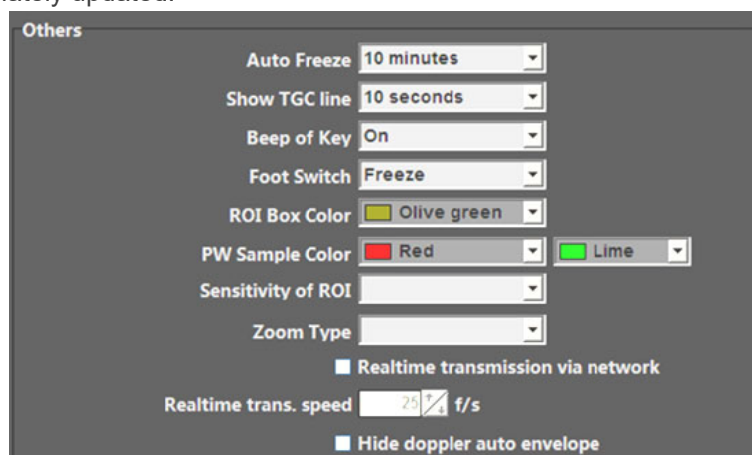 Others
Auto Freeze 10 minutes
Show TGC line 10 seconds
Beep of Key On
Foot Switch Freeze
ROI Box Color Olive green
PW Sample Color Red Lime
Sensitivity of ROI
Zoom Type
Realtime transmission via network
Realtime trans. speed 25 f/s
Hide doppler auto envelope